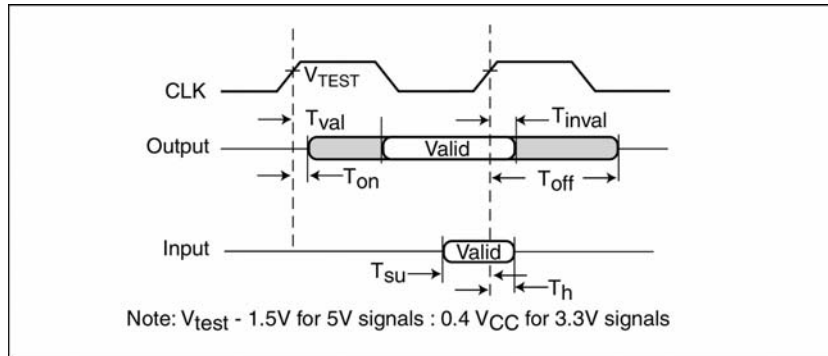 VTEST
CLK
Tval
Tinval
Output
Valid
Ton
Toff
Input
Valid
Tsu
Th
Note: Vtest - 1.5V for 5V signals : 0.4 VCC for 3.3V signals